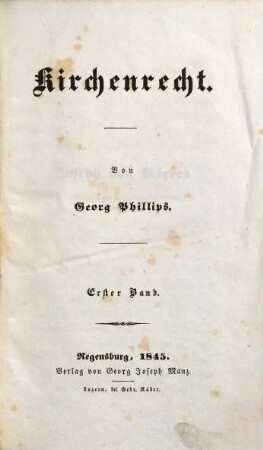 Kirchenrecht.
Von
Georg Phillips.
Erster Band.
Regensburg, 1845.
Verlag von Georg Joseph Manz.
Luzern, bei Gebr. Räber.